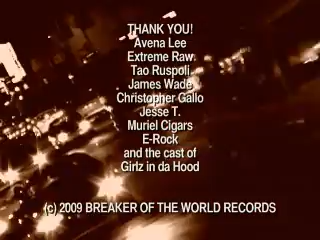 THANK YOU!
Avena Lee
Extreme Raw
Tao Ruspoli
James Wade
Christopher Gallo
Jesse T.
Muriel Cigars
E-Rock
and the cast of
Girlz in da Hood
(c) 2009 BREAKER OF THE WORLD RECORDS